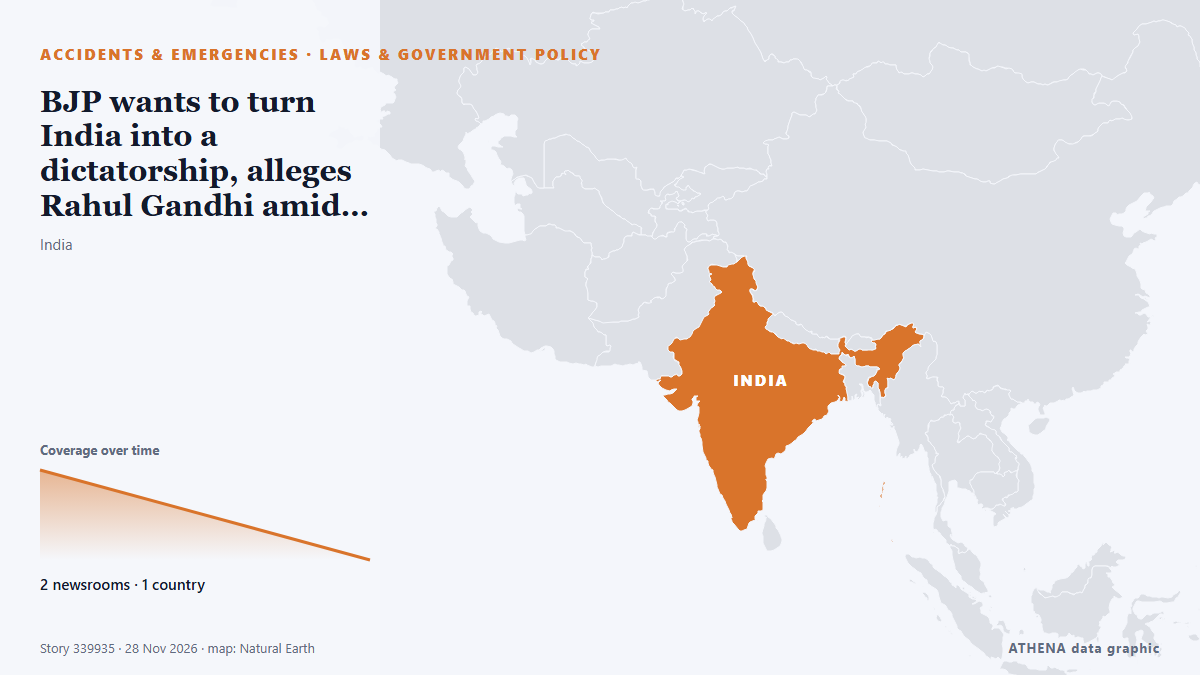 ACCIDENTS & EMERGENCIES · LAWS & GOVERNMENT POLICY
BJP wants to turn
India into a
dictatorship, alleges
Rahul Gandhi amid...
India
INDIA
Coverage over time
2 newsrooms · 1 country
Story 339935 · 28 Nov 2026 · map: Natural Earth
ATHENA data graphic